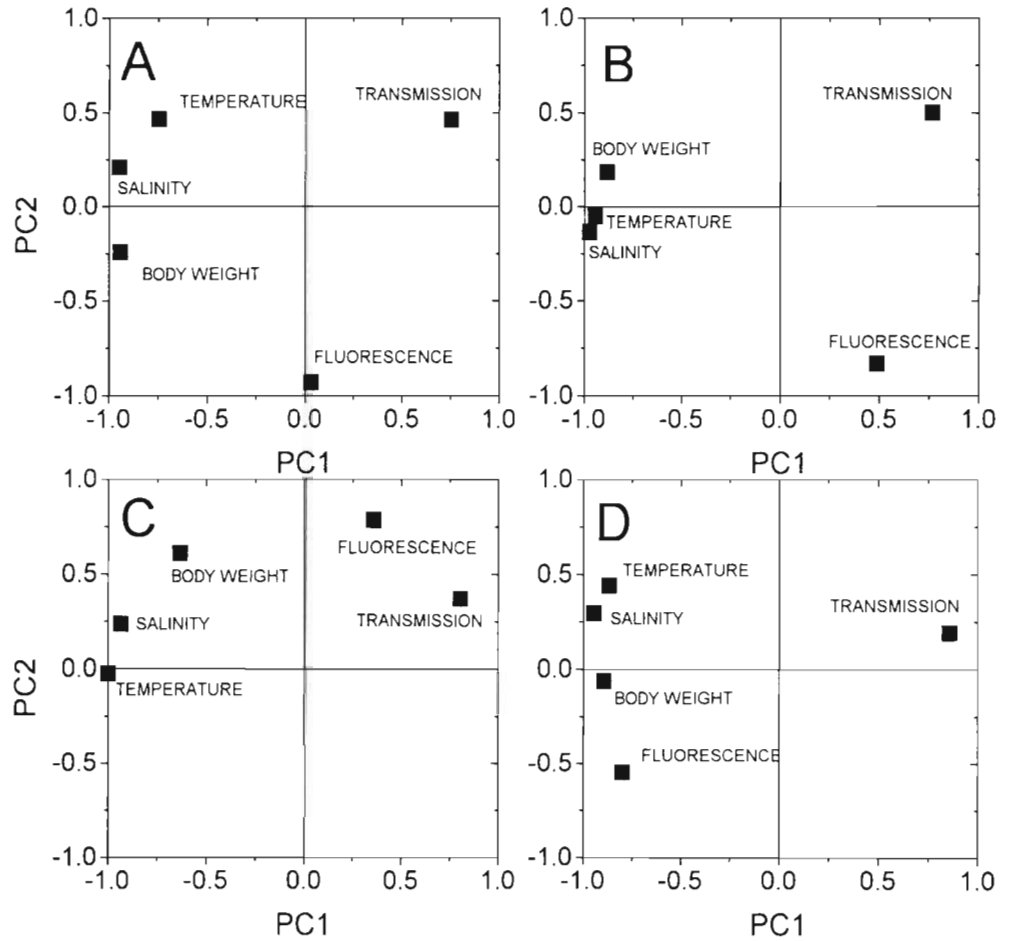 1.0
A
TEMPERATURE
TRANSMISSION
0.5
SALINITY
0.0
PC2
BODY WEIGHT
-0.5
FLUORESCENCE
-1.0
-1.0 -0.5 0.0 0.5 1.0
PC1
1.0
B
TRANSMISSION
0.5
BODY WEIGHT
0.0
TEMPERATURE
SALINITY
-0.5
FLUORESCENCE
-1.0
-1.0 -0.5 0.0 0.5 1.0
PC1
1.0
C
FLUORESCENCE
0.5
BODY WEIGHT
SALINITY
TRANSMISSION
0.0
PC2
TEMPERATURE
-0.5
-1.0
-1.0 -0.5 0.0 0.5 1.0
PC1
1.0
D
TEMPERATURE
0.5
SALINITY
TRANSMISSION
0.0
BODY WEIGHT
-0.5
FLUORESCENCE
-1.0
-1.0 -0.5 0.0 0.5 1.0
PC1